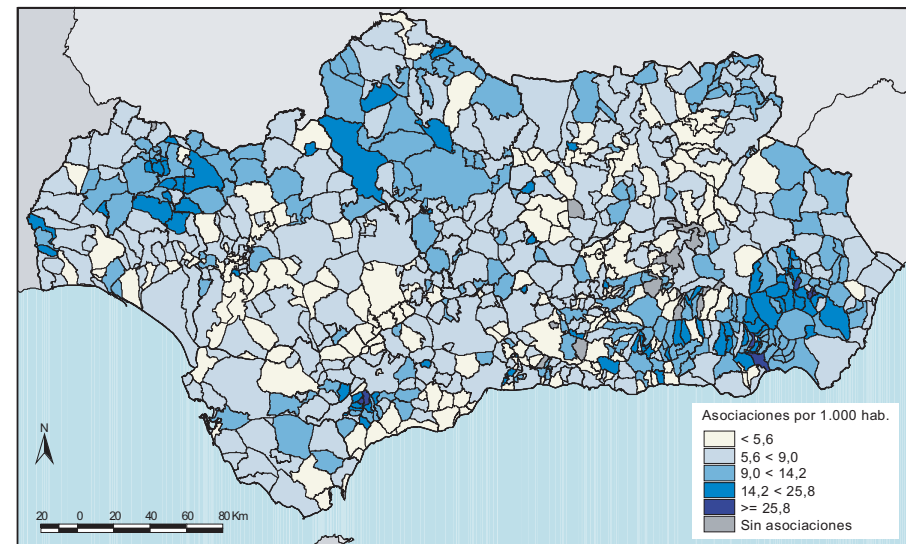 Asociaciones por 1.000 hab.
< 5,6
5,6 < 9,0
9,0 < 14,2
14,2 < 25,8
>= 25,8
Sin asociaciones
N
20 0 20 40 60 80 Km